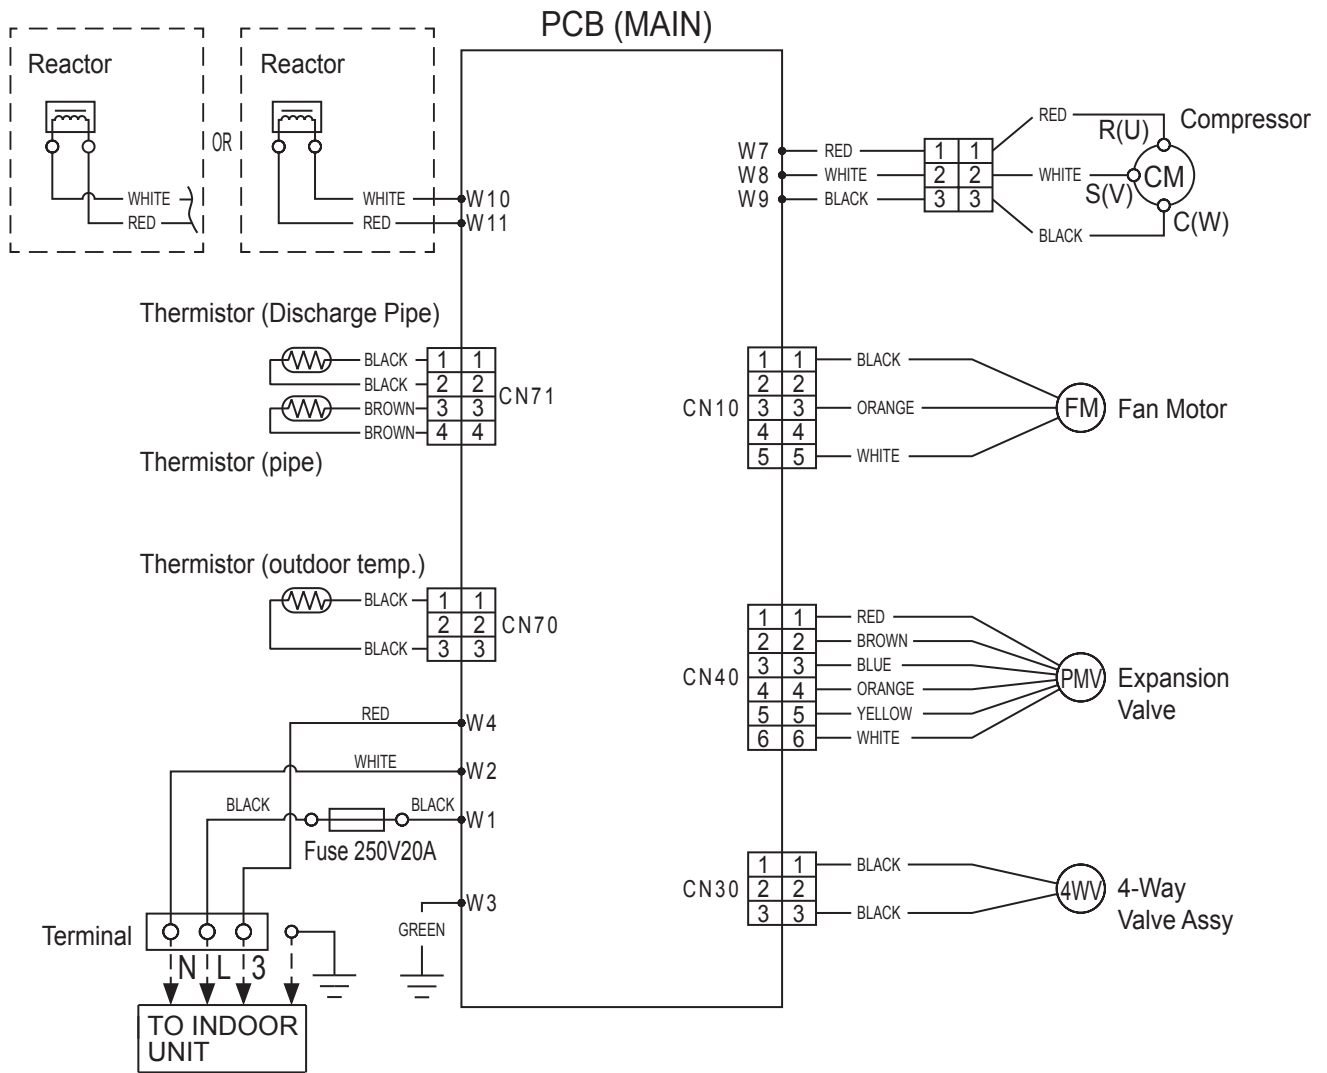 PCB (MAIN)
Reactor
WHITE
RED
OR
Reactor
WHITE
RED
W10
W11
W7 RED 1 1
W8 WHITE 2 2
W9 BLACK 3 3
RED
WHITE
BLACK
R(U)
S(V)
C(W)
CM
Compressor
Thermistor (Discharge Pipe)
BLACK 1 1
BLACK 2 2
BROWN 3 3
BROWN 4 4
CN71
Thermistor (pipe)
CN10
1 1 BLACK
2 2
3 3 ORANGE
4 4
5 5 WHITE
FM
Fan Motor
Thermistor (outdoor temp.)
BLACK 1 1
2 2
BLACK 3 3
CN70
CN40
1 1 RED
2 2 BROWN
3 3 BLUE
4 4 ORANGE
5 5 YELLOW
6 6 WHITE
PMV
Expansion
Valve
RED W4
WHITE W2
BLACK BLACK W1
Fuse 250V20A
W3
GREEN
Terminal
N L 3
TO INDOOR
UNIT
CN30
1 1 BLACK
2 2
3 3 BLACK
4WV
4-Way
Valve Assy